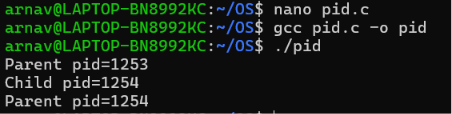 arnav@LAPTOP-BN8992KC:~/OS$ nano pid.c
arnav@LAPTOP-BN8992KC:~/OS$ gcc pid.c -o pid
arnav@LAPTOP-BN8992KC:~/OS$ ./pid
Parent pid=1253
Child pid=1254
Parent pid=1254